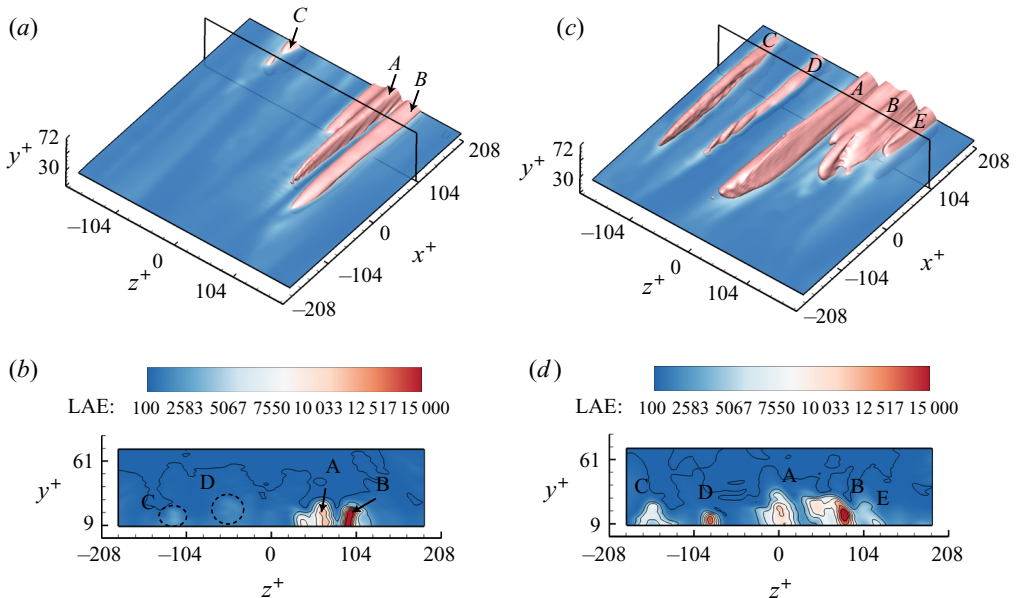 (a)
C
A
B
72
y+
30
208
104
0
x+
–104
–208
–104
z+
0
104
(c)
C
D
A
B
E
72
y+
30
208
104
0
x+
–104
–208
–104
z+
0
104
(b)
LAE: 100 2583 5067 7550 10 033 12 517 15 000
61
y+
9
C D A B
–208 –104 0 104 208
z+
(d)
LAE: 100 2583 5067 7550 10 033 12 517 15 000
61
y+
9
C D A B E
–208 –104 0 104 208
z+